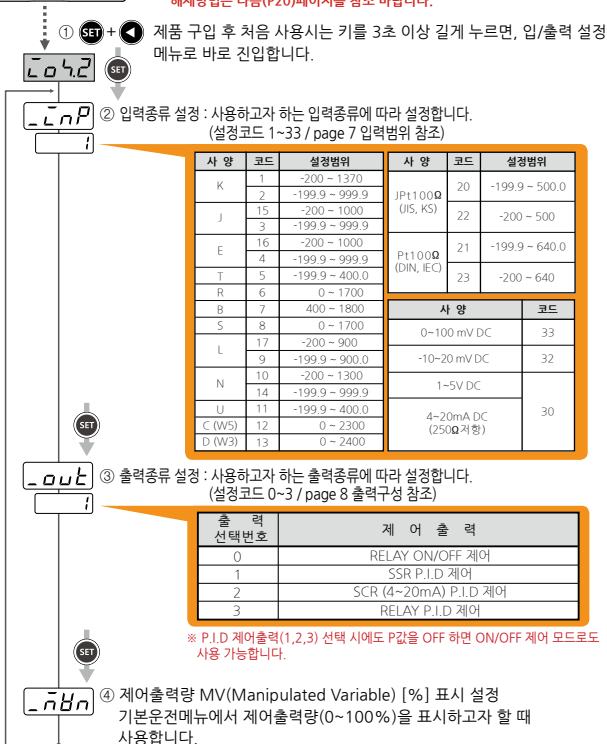 해제방법은 다음(P20)페이지를 참조 바랍니다.
① SET + ◀ 제품 구입 후 처음 사용시는 키를 3초 이상 길게 누르면, 입/출력 설정
메뉴로 바로 진입합니다.
SET
② 입력종류 설정 : 사용하고자 하는 입력종류에 따라 설정합니다.
(설정코드 1~33 / page 7 입력범위 참조)
1
사 양 코드 설정범위 사 양 코드 설정범위
K 1 -200 ~ 1370
2 -199.9 ~ 999.9
J 15 -200 ~ 1000
3 -199.9 ~ 999.9
E 16 -200 ~ 1000
4 -199.9 ~ 999.9
T 5 -199.9 ~ 400.0
R 6 0 ~ 1700
B 7 400 ~ 1800
S 8 0 ~ 1700
L 17 -200 ~ 900
9 -199.9 ~ 900.0
N 10 -200 ~ 1300
14 -199.9 ~ 999.9
U 11 -199.9 ~ 400.0
C (W5) 12 0 ~ 2300
D (W3) 13 0 ~ 2400
JPt100Ω
(JIS, KS)
20 -199.9 ~ 500.0
22 -200 ~ 500
Pt100Ω
(DIN, IEC)
21 -199.9 ~ 640.0
23 -200 ~ 640
사 양 코드
0~100 mV DC 33
-10~20 mV DC 32
1~5V DC
4~20mA DC
(250Ω저항)
30
SET
_out
③ 출력종류 설정 : 사용하고자 하는 출력종류에 따라 설정합니다.
(설정코드 0~3 / page 8 출력구성 참조)
1
출 력
선택번호
제 어 출 력
0 RELAY ON/OFF 제어
1 SSR P.I.D 제어
2 SCR (4~20mA) P.I.D 제어
3 RELAY P.I.D 제어
※ P.I.D 제어출력(1,2,3) 선택 시에도 P값을 OFF 하면 ON/OFF 제어 모드로도
사용 가능합니다.
SET
④ 제어출력량 MV(Manipulated Variable) [%] 표시 설정
기본운전메뉴에서 제어출력량(0~100%)을 표시하고자 할 때
사용합니다.